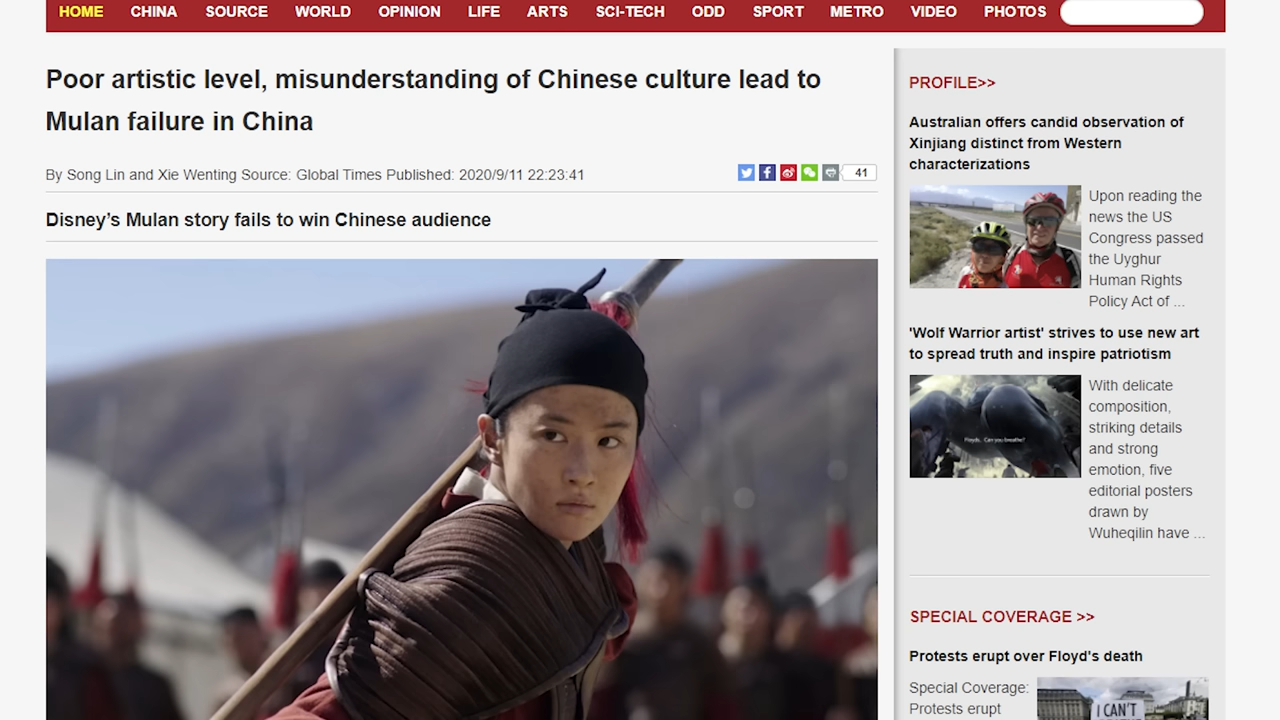 HOME CHINA SOURCE WORLD OPINION LIFE ARTS SCI-TECH ODD SPORT METRO VIDEO PHOTOS
Poor artistic level, misunderstanding of Chinese culture lead to
Mulan failure in China
By Song Lin and Xie Wenting Source: Global Times Published: 2020/9/11 22:23:41
41
Disney’s Mulan story fails to win Chinese audience
PROFILE>>
Australian offers candid observation of
Xinjiang distinct from Western
characterizations
Upon reading the
news the US
Congress passed
the Uyghur
Human Rights
Policy Act of ...
'Wolf Warrior artist' strives to use new art
to spread truth and inspire patriotism
Floyds, Can you breathe?
With delicate
composition,
striking details
and strong
emotion, five
editorial posters
drawn by
Wuheqilin have ...
SPECIAL COVERAGE >>
Protests erupt over Floyd's death
Special Coverage:
Protests erupt
I CAN'T